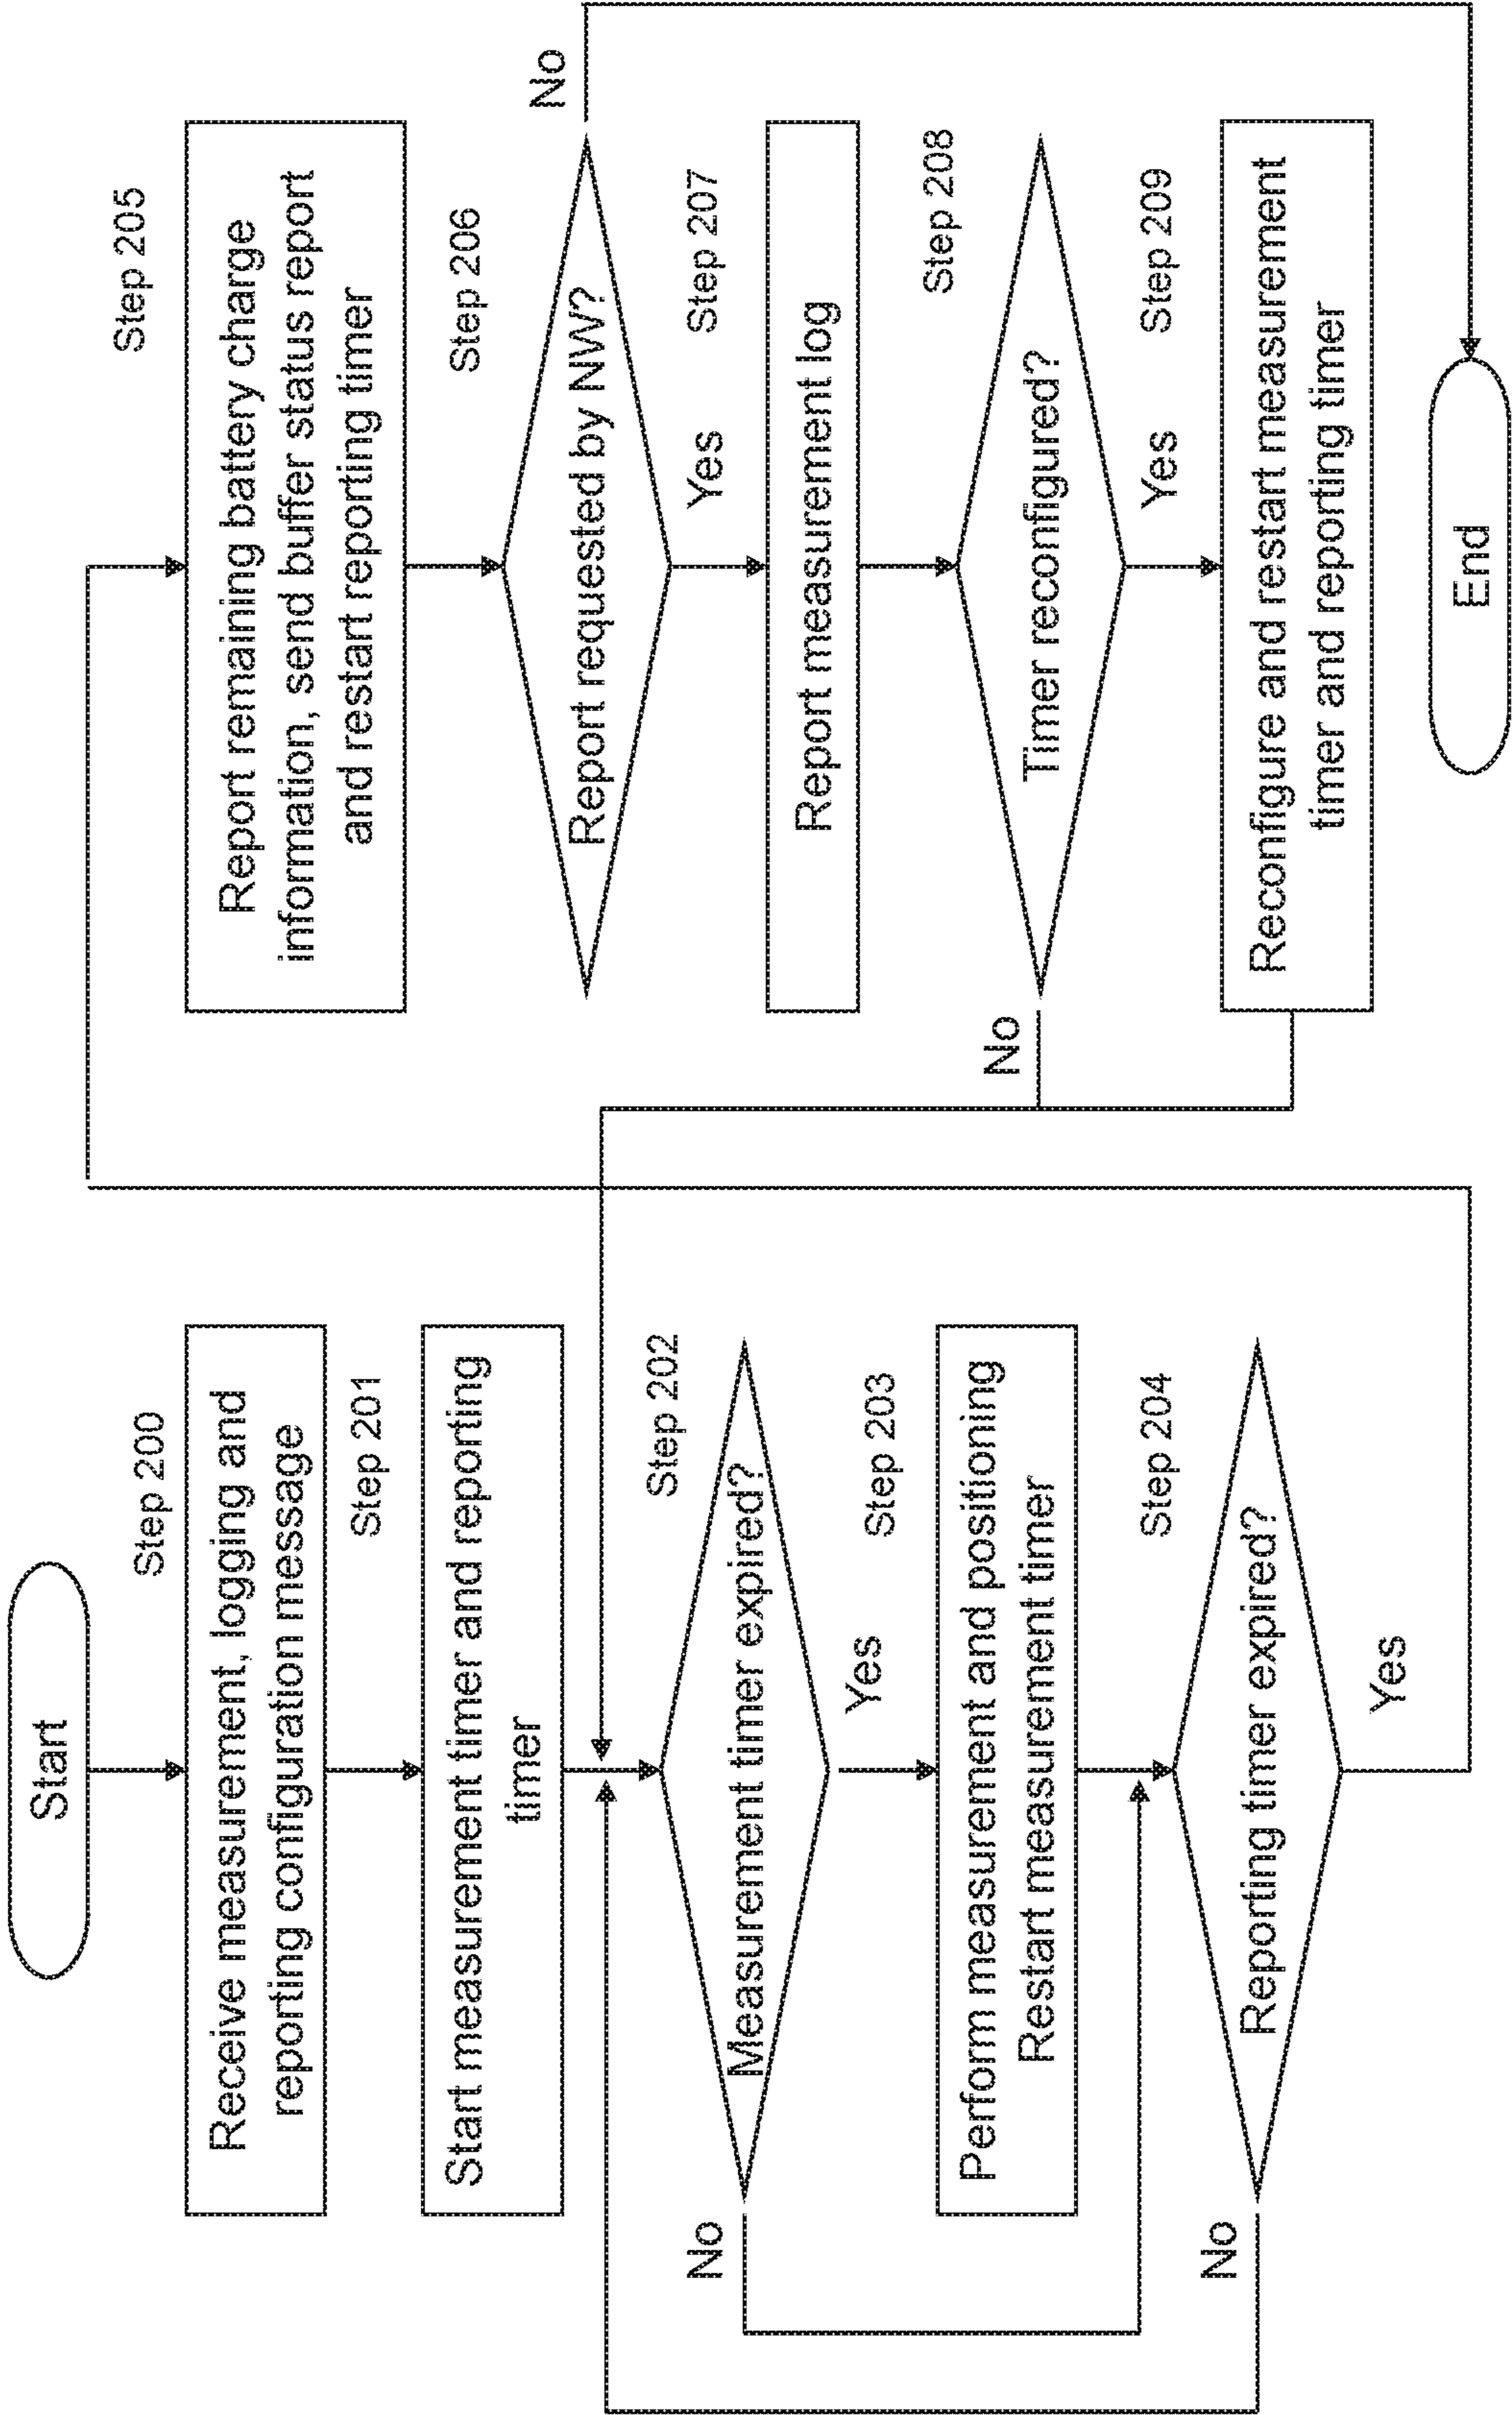 Start
Step 200
Receive measurement, logging and
reporting configuration message
Step 201
Start measurement timer and reporting
timer
Step 202
Measurement timer expired?
No
Yes
Step 203
Perform measurement and positioning
Restart measurement timer
Step 204
Reporting timer expired?
No
Yes
Step 205
Report remaining battery charge
information, send buffer status report
and restart reporting timer
Step 206
Report requested by NW?
No
Yes
Step 207
Report measurement log
Step 208
Timer reconfigured?
No
Yes
Step 209
Reconfigure and restart measurement
timer and reporting timer
End